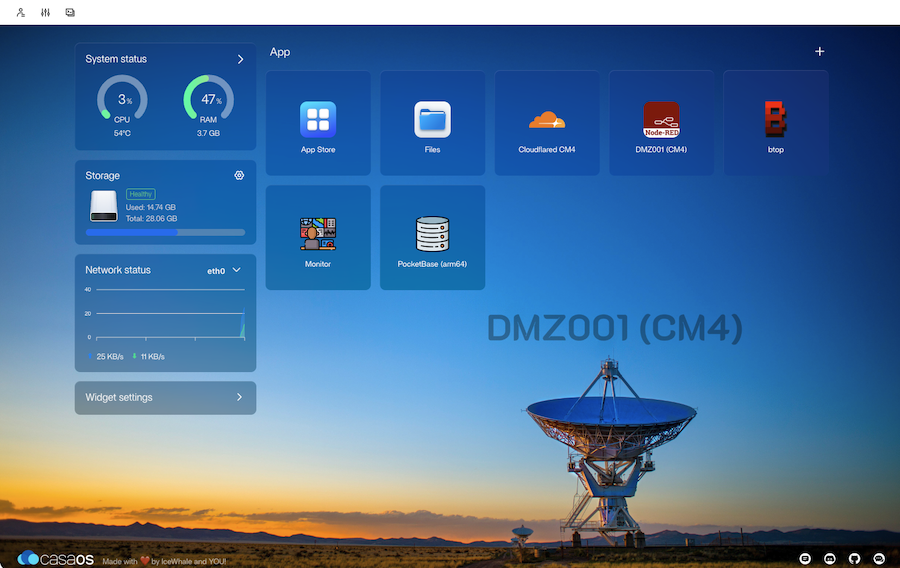 System status
3%
CPU
54°C
47%
RAM
3.7 GB
Storage
Healthy
Used: 14.74 GB
Total: 28.06 GB
Network status
eth0
40
20
0
25 KB/s
11 KB/s
Widget settings
App
App Store
Files
Cloudflared CM4
Node-RED
DMZ001 (CM4)
B
btop
Monitor
PocketBase (arm64)
DMZ001 (CM4)
casaos
Made with ❤️ by IceWhale and YOU!